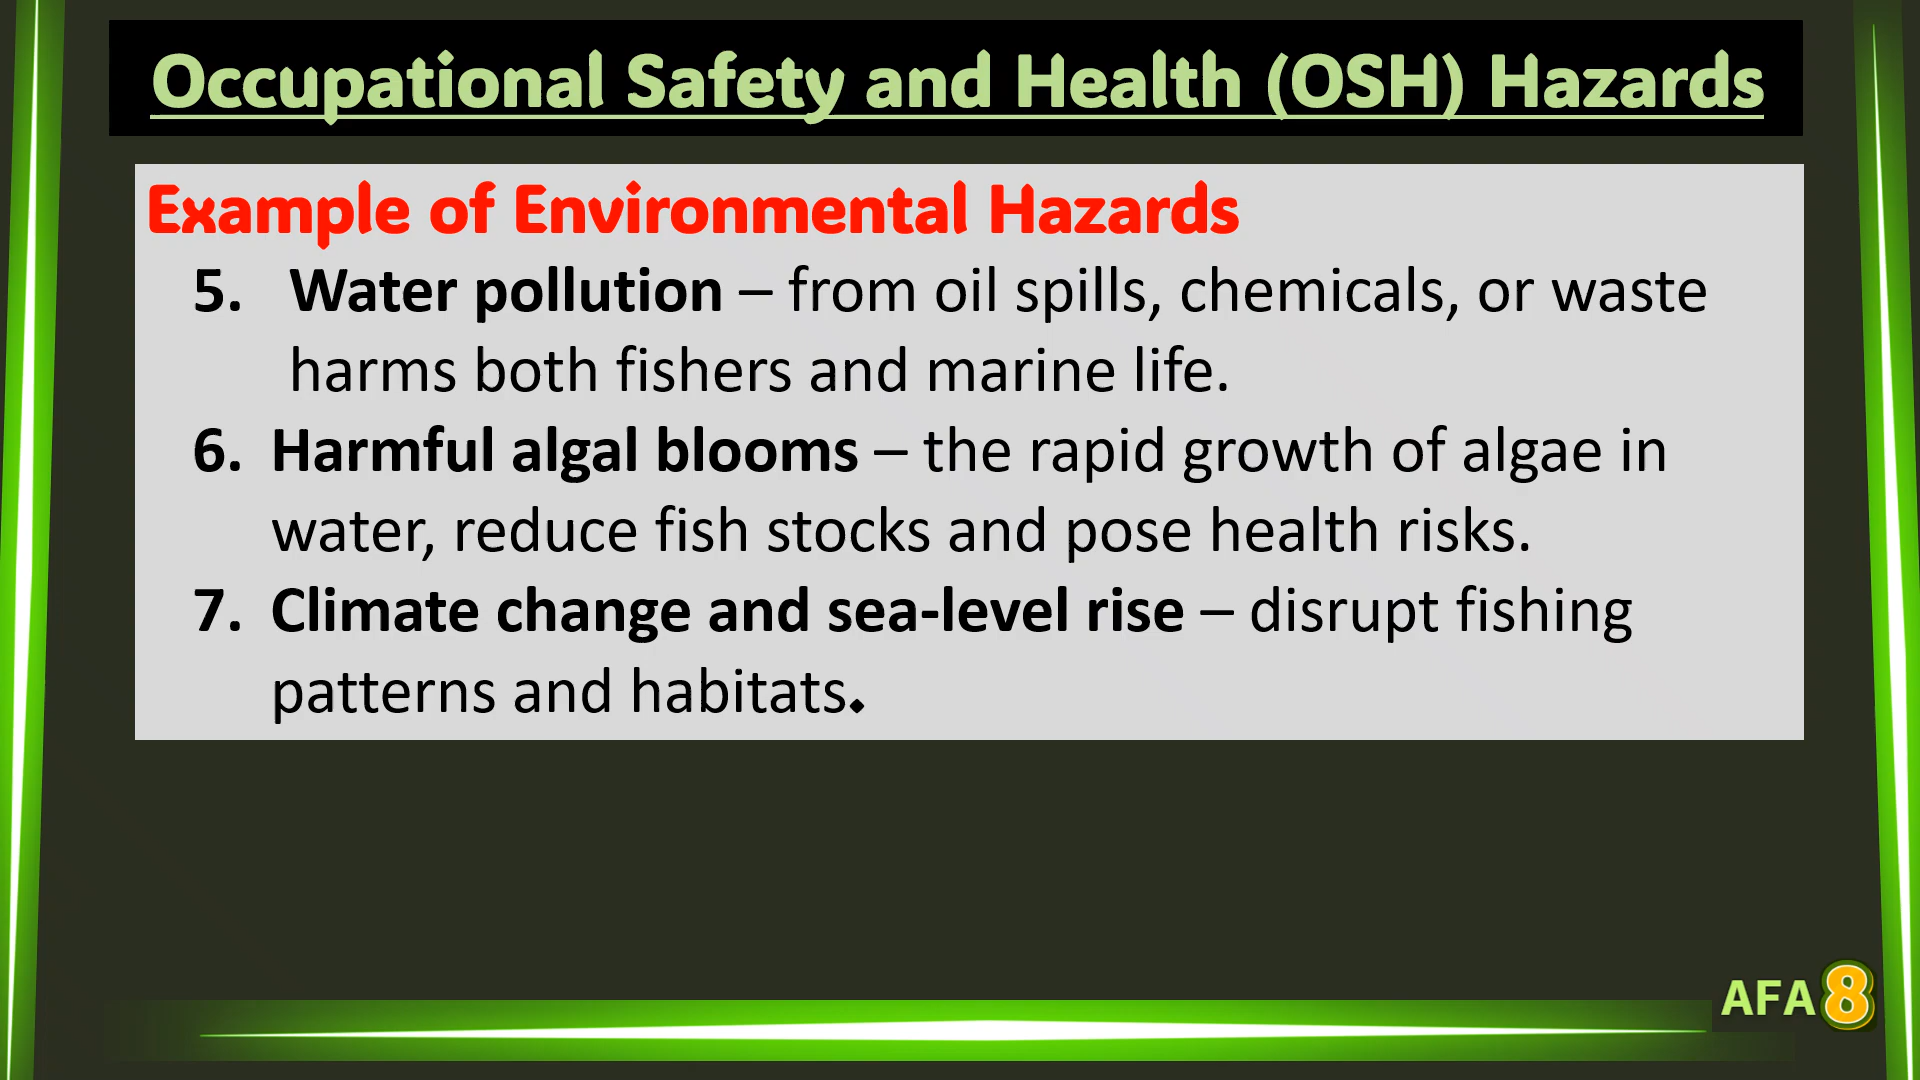 Occupational Safety and Health (OSH) Hazards
Example of Environmental Hazards
5. Water pollution – from oil spills, chemicals, or waste
harms both fishers and marine life.
6. Harmful algal blooms – the rapid growth of algae in
water, reduce fish stocks and pose health risks.
7. Climate change and sea-level rise – disrupt fishing
patterns and habitats.
AFA 8